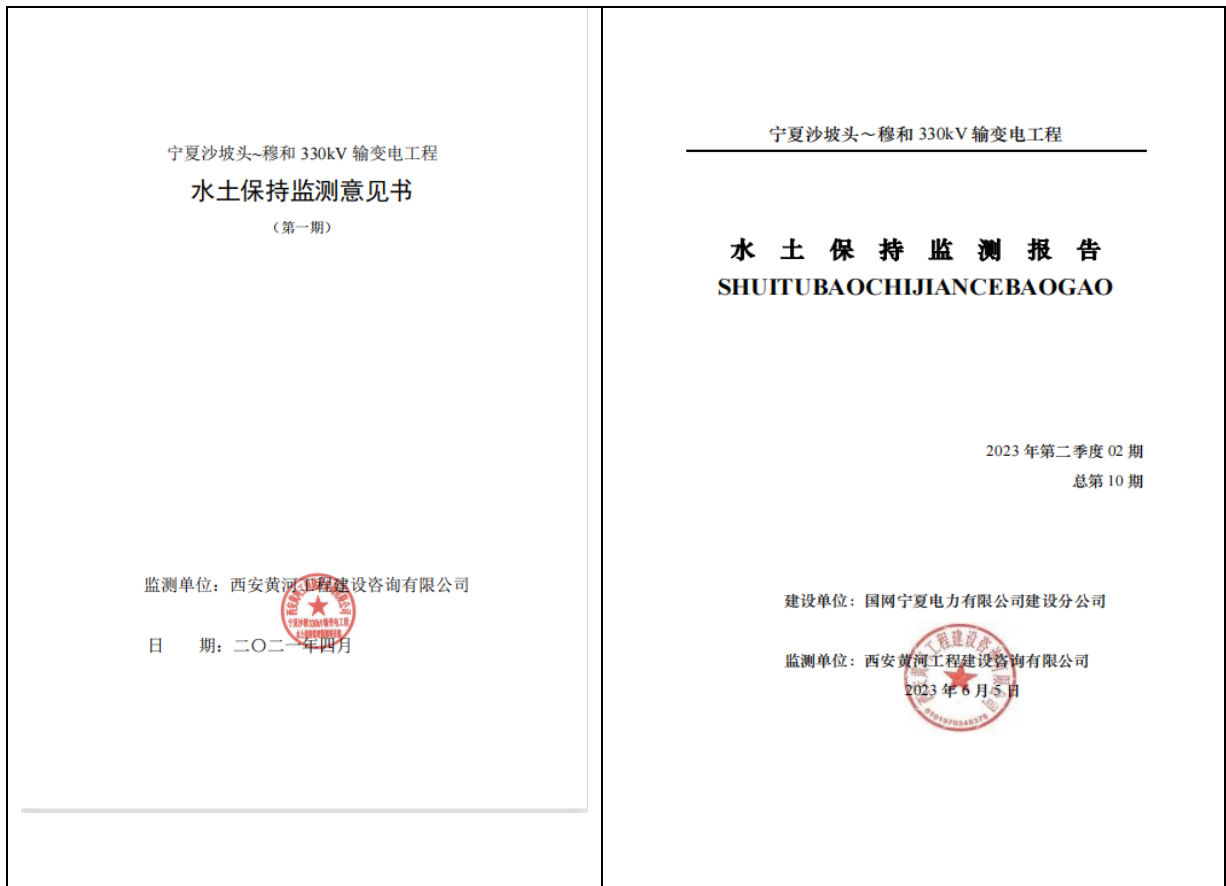 宁夏沙坡头~穆和 330kV 输变电工程
水土保持监测意见书
（第一期）
监测单位：西安黄河工程建设咨询有限公司
日 期：二〇二一年四月
宁夏沙坡头～穆和 330kV 输变电工程
水 土 保 持 监 测 报 告
SHUITUBAOCHIJIANCEBAOGAO
2023 年第二季度 02 期
总第 10 期
建设单位：国网宁夏电力有限公司建设分公司
监测单位：西安黄河工程建设咨询有限公司
2023 年 6 月 5 日